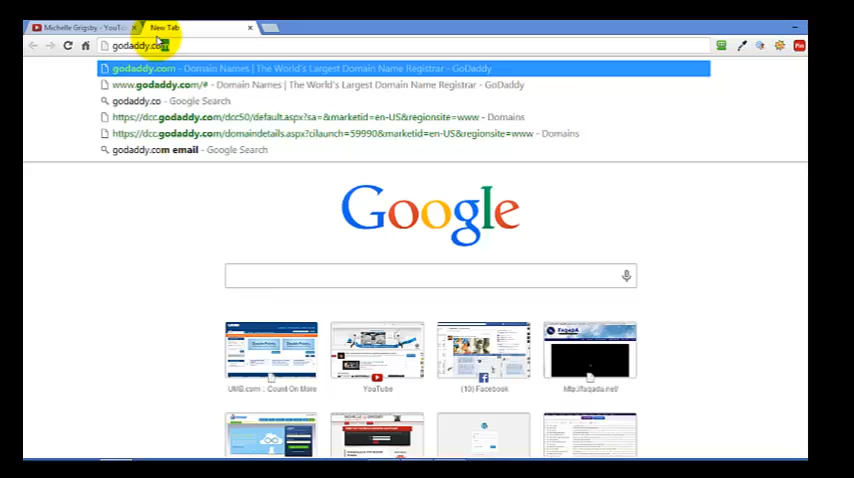 Michelle Grigsby - YouTu
New Tab
godaddy.com
godaddy.com - Domain Names | The World's Largest Domain Name Registrar - GoDaddy
www.godaddy.com/# - Domain Names | The World's Largest Domain Name Registrar - GoDaddy
godaddy.co - Google Search
https://dcc.godaddy.com/dcc50/default.aspx?sa=&marketid=en-US&regionsite=www - Domains
https://dcc.godaddy.com/domaindetails.aspx?cilaunch=59990&marketid=en-US&regionsite=www - Domains
godaddy.com email - Google Search
Google
UMB.com :: Count On More
YouTube
(10) Facebook
http://faqada.net/